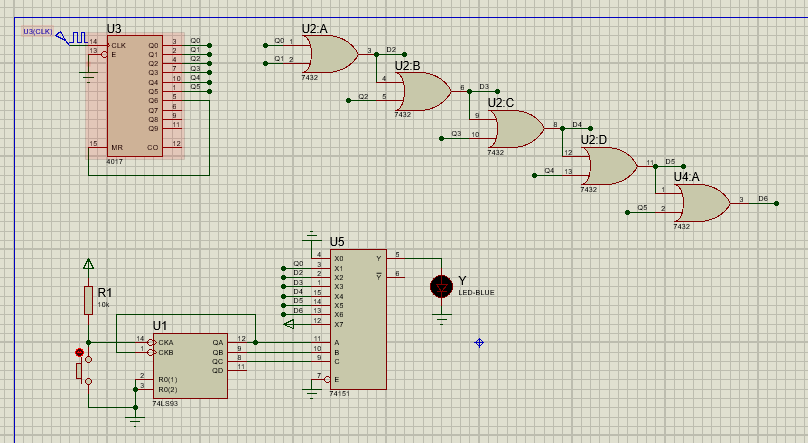 U3(CLK)
U3
14 CLK Q0 3 Q0
13 E Q1 2 Q1
Q2 4 Q2
Q3 7 Q3
Q4 10 Q4
Q5 1 Q5
Q6 5
Q7 6
Q8 9
Q9 11
15 MR CO 12
4017
U2:A
Q0 1
Q1 2
3 D2
7432
U2:B
4
Q2 5
6 D3
7432
U2:C
9
Q3 10
8 D4
7432
U2:D
12
Q4 13
11 D5
7432
U4:A
1
Q5 2
3 D6
7432
R1
10k
U1
14 CKA QA 12
1 CKB QB 9
QC 8
QD 11
2 R0(1)
3 R0(2)
74LS93
U5
4 X0 Y 5
Q0 3 X1
D2 2 X2 Y 6
D3 1 X3
D4 15 X4
D5 14 X5
D6 13 X6
12 X7
11 A
10 B
9 C
7 E
74151
Y
LED-BLUE